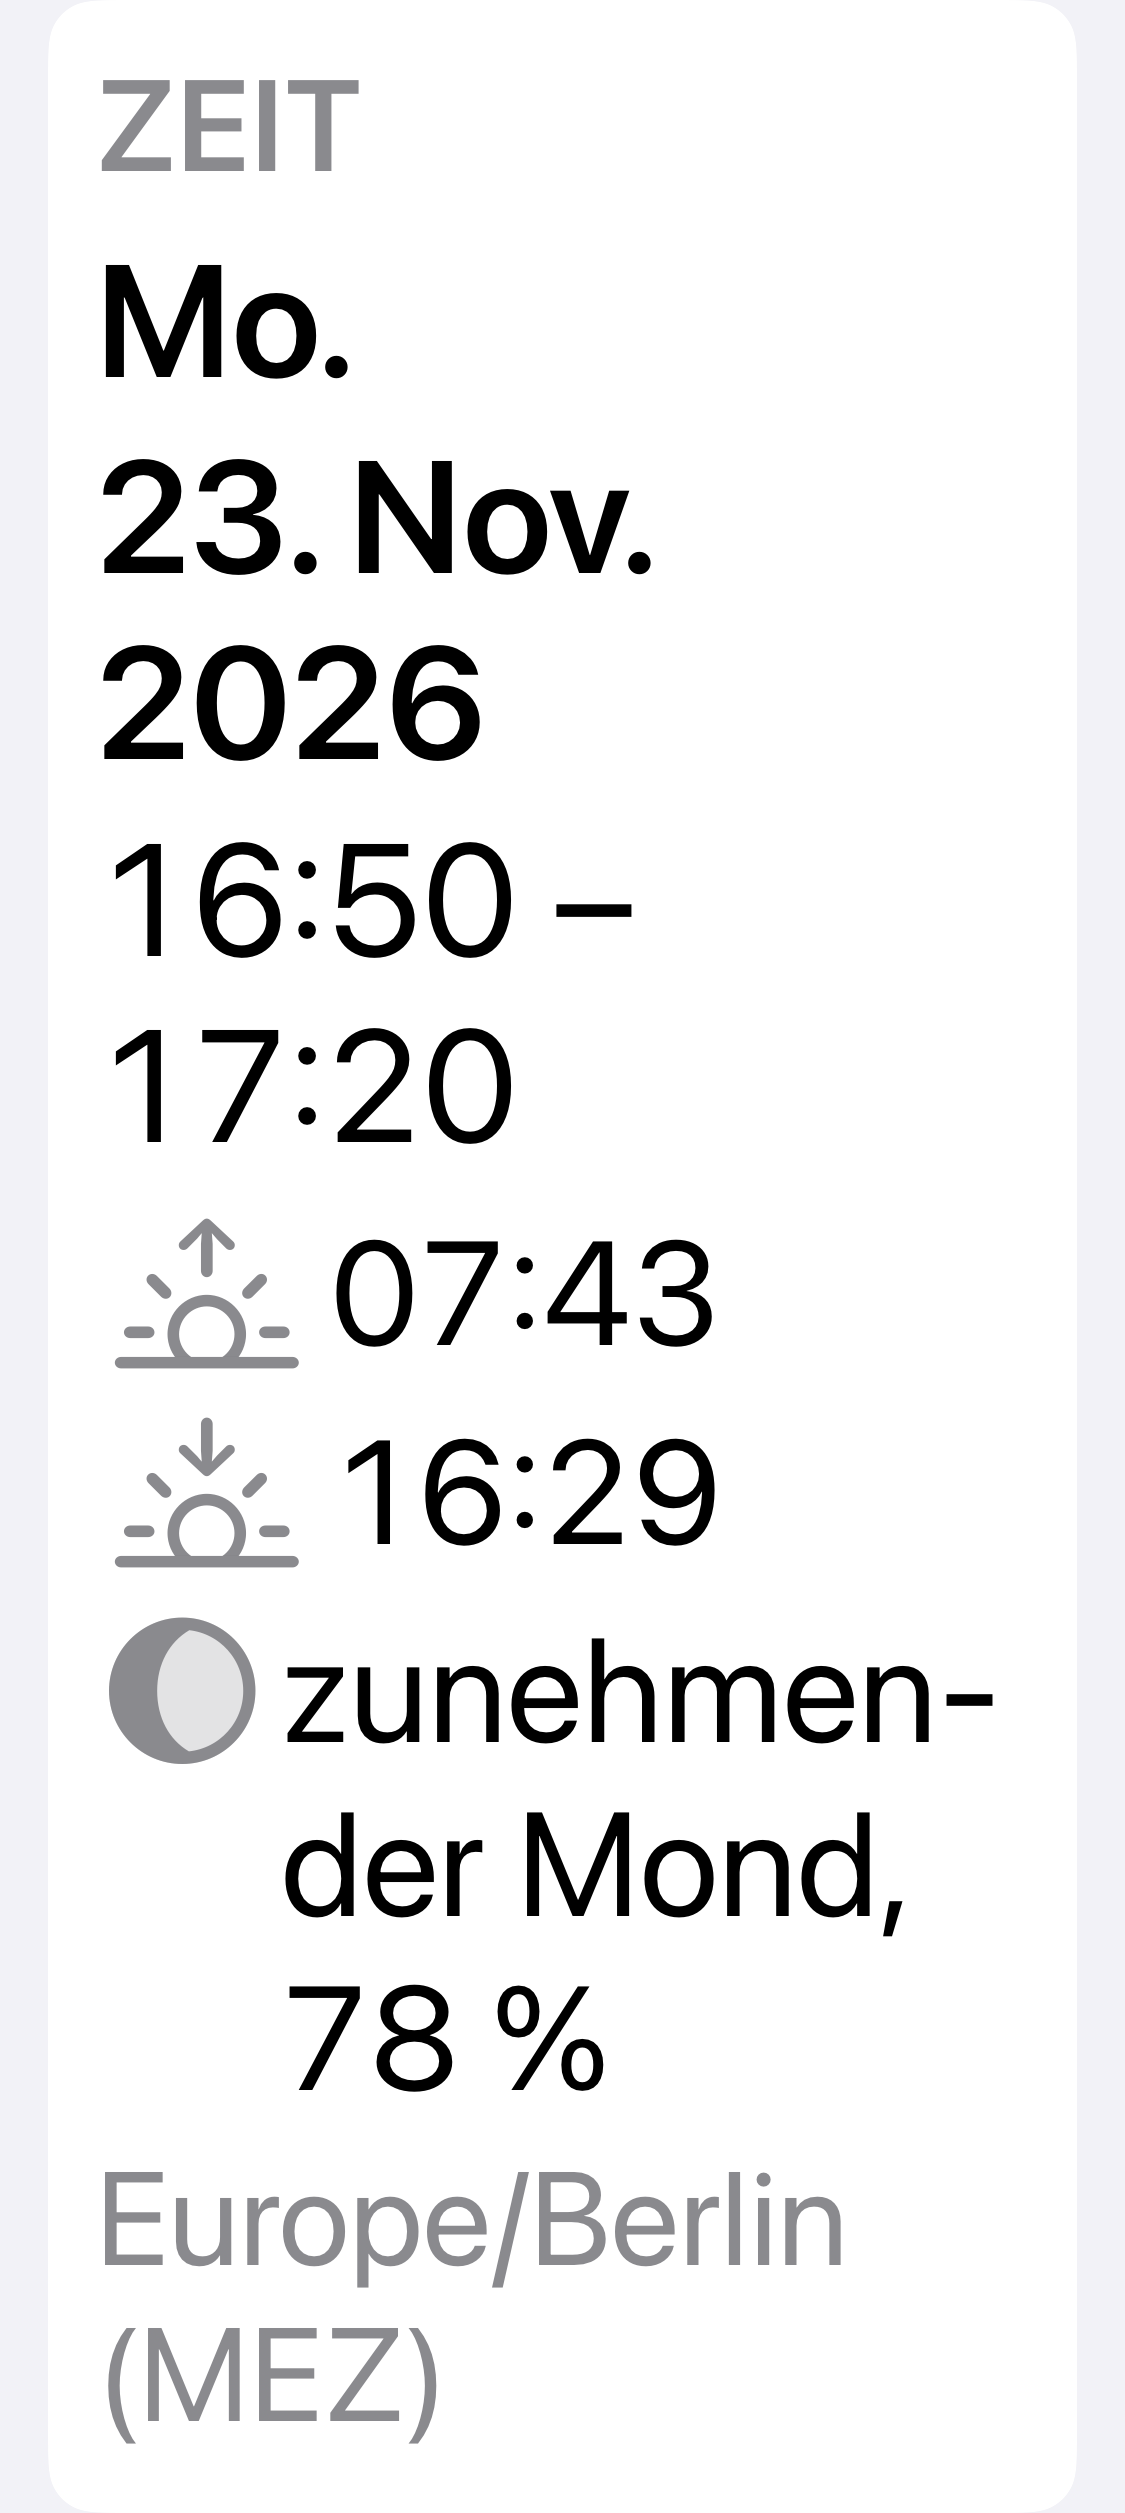 ZEIT
Mo.
23. Nov.
2026
16:50 –
17:20
07:43
16:29
zunehmen-
der Mond,
78 %
Europe/Berlin
(MEZ)